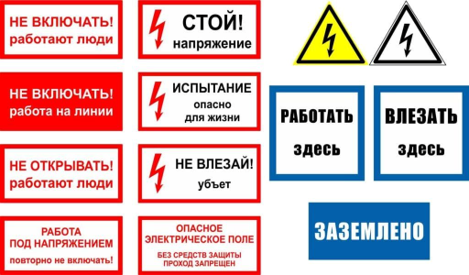 НЕ ВКЛЮЧАТЬ!
работают люди
СТОЙ!
напряжение
НЕ ВКЛЮЧАТЬ!
работа на линии
ИСПЫТАНИЕ
опасно
для жизни
РАБОТАТЬ
здесь
ВЛЕЗАТЬ
здесь
НЕ ОТКРЫВАТЬ!
работают люди
НЕ ВЛЕЗАЙ!
убъет
РАБОТА
ПОД НАПРЯЖЕНИЕМ
повторно не включать!
ОПАСНОЕ
ЭЛЕКТРИЧЕСКОЕ ПОЛЕ
БЕЗ СРЕДСТВ ЗАЩИТЫ
ПРОХОД ЗАПРЕЩЕН
ЗАЗЕМЛЕНО